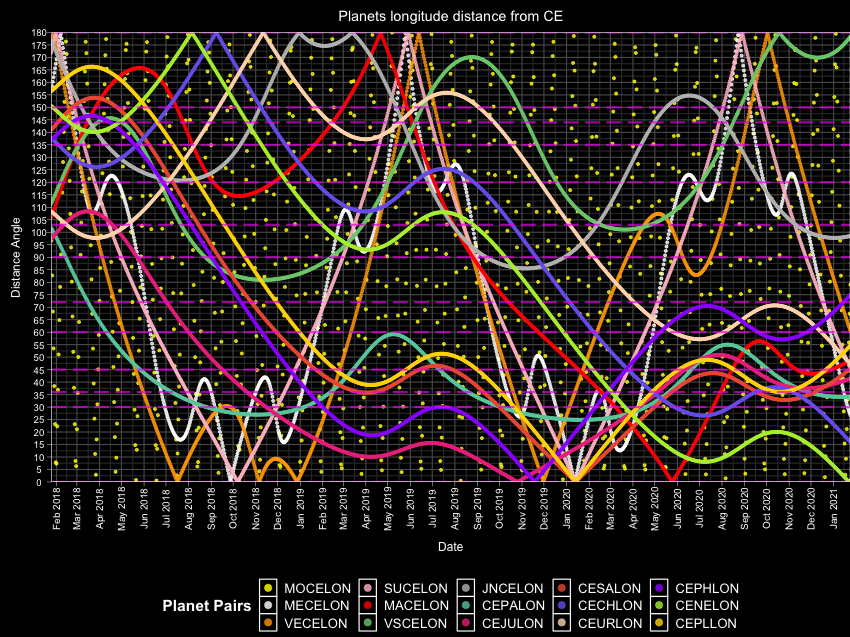 Planets longitude distance from CE
180
175
170
165
160
155
150
145
140
135
130
125
120
115
110
105
100
95
90
85
80
75
70
65
60
55
50
45
40
35
30
25
20
15
10
5
0
Distance Angle
Feb 2018
Mar 2018
Apr 2018
May 2018
Jun 2018
Jul 2018
Aug 2018
Sep 2018
Oct 2018
Nov 2018
Dec 2018
Jan 2019
Feb 2019
Mar 2019
Apr 2019
May 2019
Jun 2019
Jul 2019
Aug 2019
Sep 2019
Oct 2019
Nov 2019
Dec 2019
Jan 2020
Feb 2020
Mar 2020
Apr 2020
May 2020
Jun 2020
Jul 2020
Aug 2020
Sep 2020
Oct 2020
Nov 2020
Dec 2020
Jan 2021
Date
MOCELON SUCELON JNCELON CESALON CEPHLON
Planet Pairs MECELON MACELON CEPALON CECHLON CENELON
VECELON VSCELON CEJULON CEURLON CEPLLON